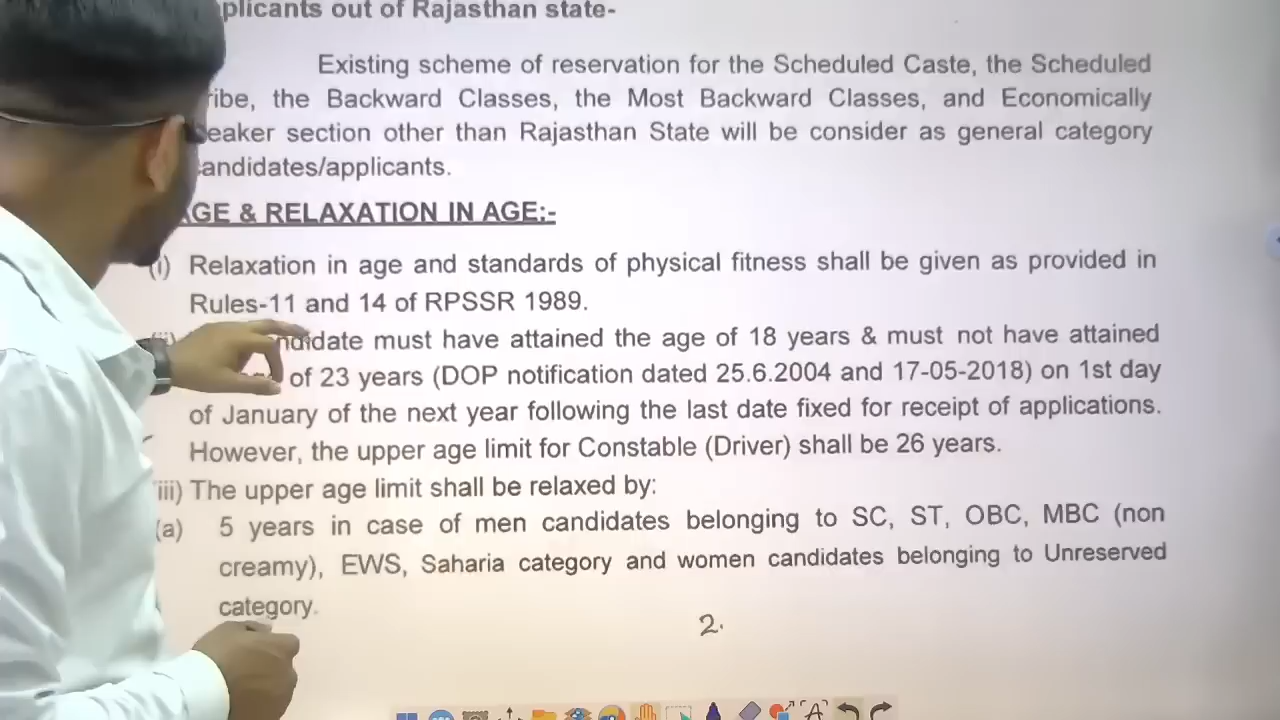 plicants out of Rajasthan state-
Existing scheme of reservation for the Scheduled Caste, the Scheduled
ribe, the Backward Classes, the Most Backward Classes, and Economically
eaker section other than Rajasthan State will be consider as general category
andidates/applicants.
GE & RELAXATION IN AGE:-
(i) Relaxation in age and standards of physical fitness shall be given as provided in
Rules-11 and 14 of RPSSR 1989.
(ii) ndidate must have attained the age of 18 years & must not have attained
of 23 years (DOP notification dated 25.6.2004 and 17-05-2018) on 1st day
of January of the next year following the last date fixed for receipt of applications.
However, the upper age limit for Constable (Driver) shall be 26 years.
iii) The upper age limit shall be relaxed by:
(a) 5 years in case of men candidates belonging to SC, ST, OBC, MBC (non
creamy), EWS, Saharia category and women candidates belonging to Unreserved
category.
2.